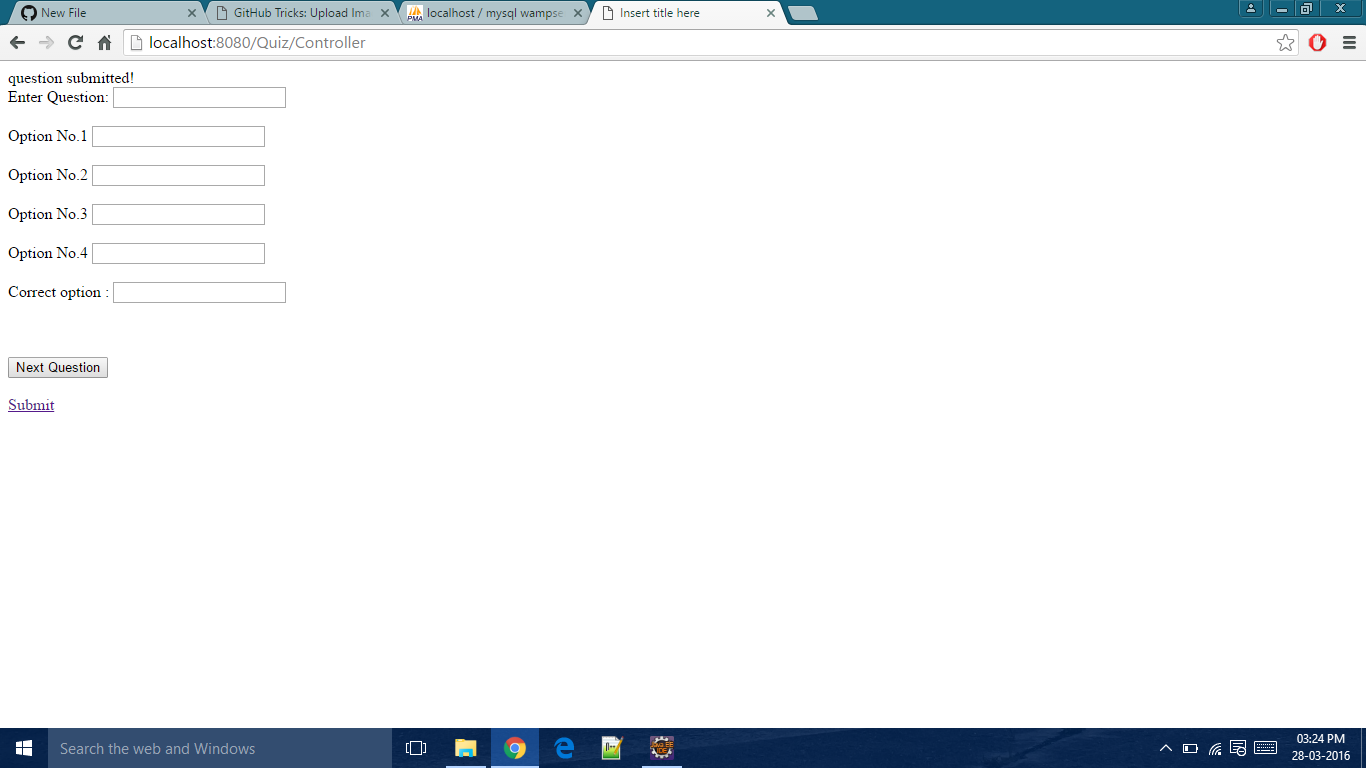 New File
GitHub Tricks: Upload Ima
localhost / mysql wampse
Insert title here
localhost:8080/Quiz/Controller
question submitted!
Enter Question:
Option No.1
Option No.2
Option No.3
Option No.4
Correct option :
Next Question
Submit
Search the web and Windows
03:24 PM
28-03-2016